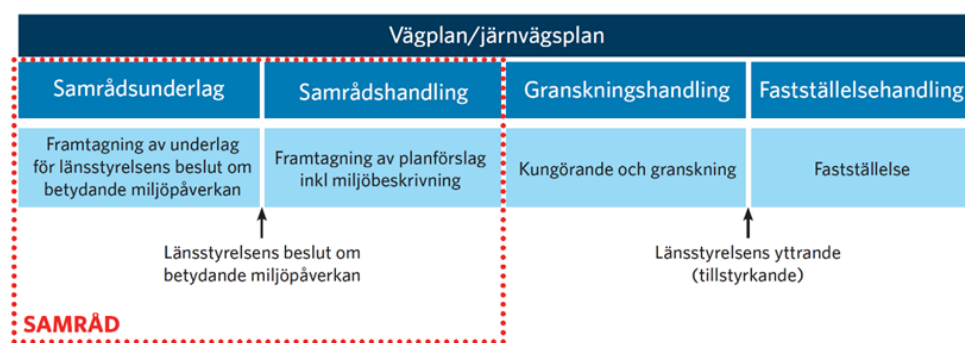 Vägplan/järnvägsplan
Samrådsunderlag
Samrådshandling
Granskningshandling
Fastställelsehandling
Framtagning av underlag
för länsstyrelsens beslut om
betydande miljöpåverkan
Framtagning av planförslag
inkl miljöbeskrivning
Kungörande och granskning
Fastställelse
Länsstyrelsens beslut om
betydande miljöpåverkan
Länsstyrelsens yttrande
(tillstyrkande)
SAMRÅD